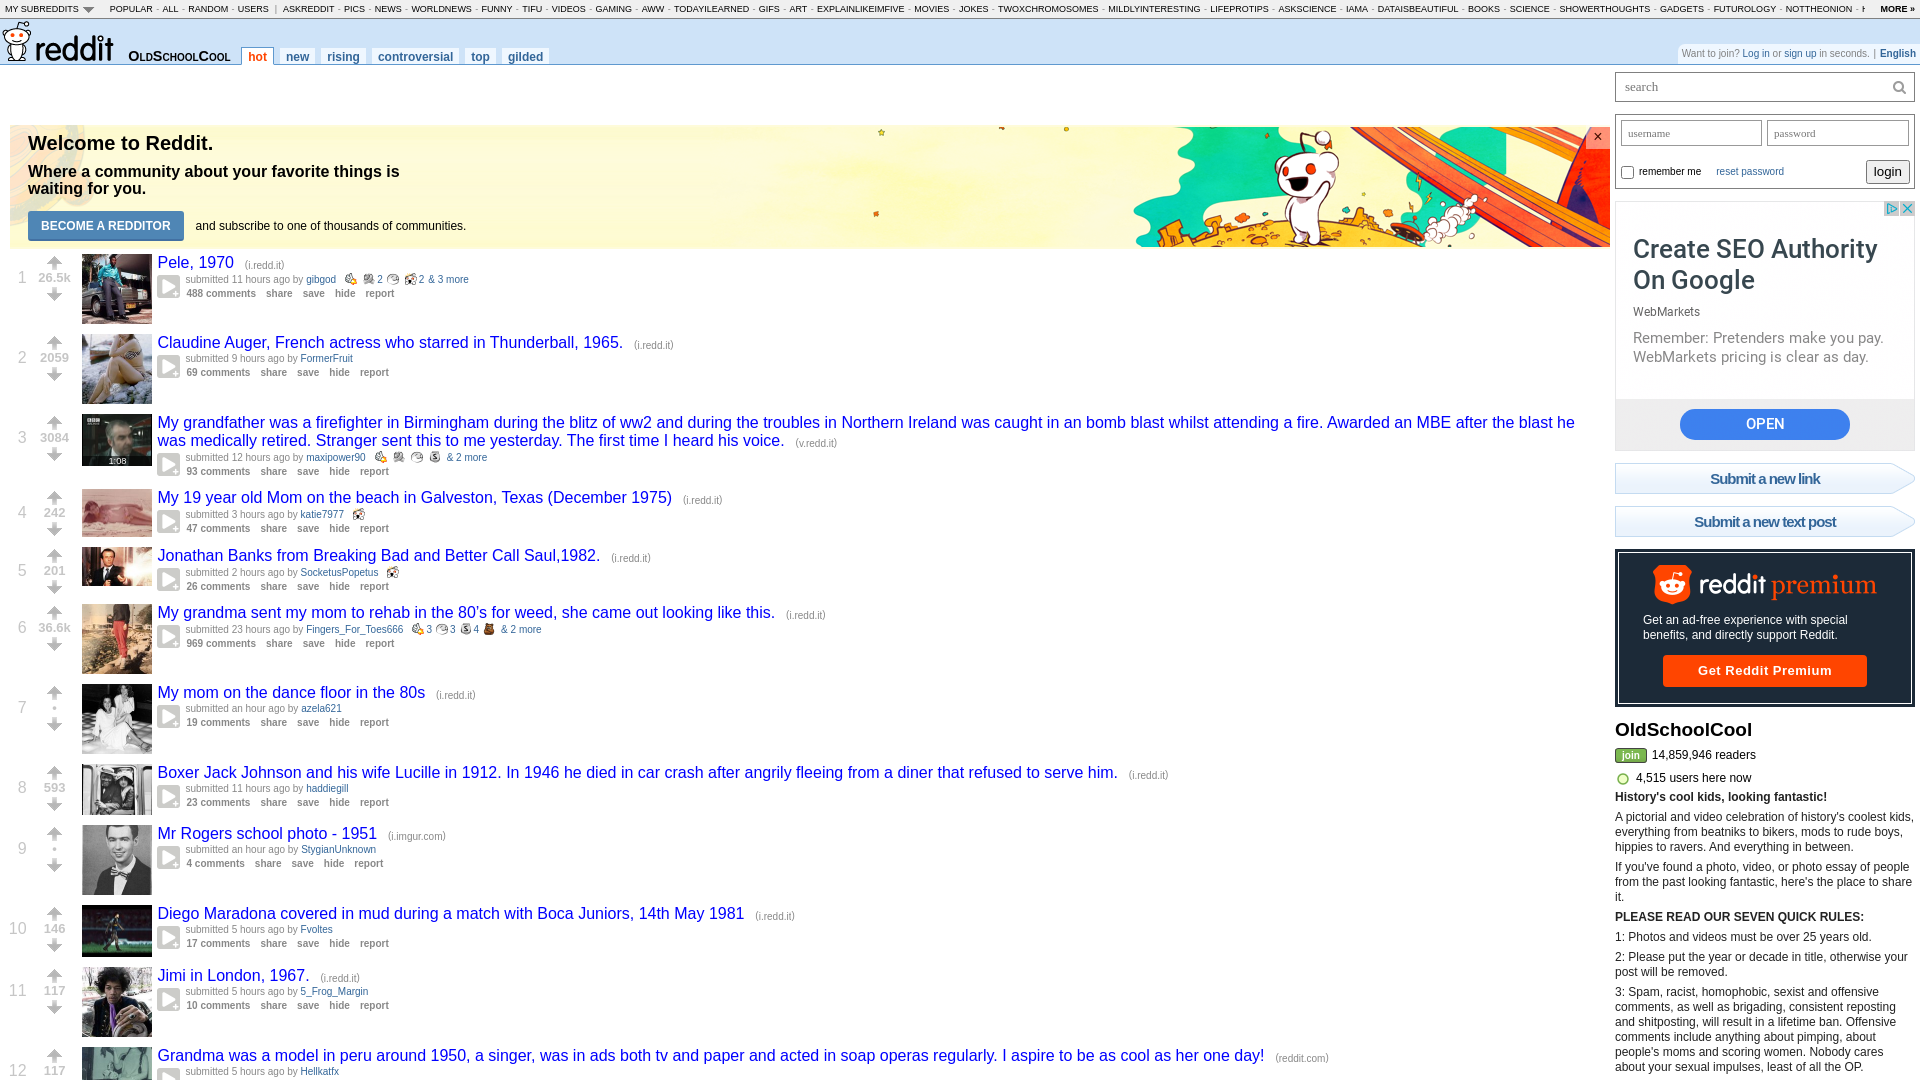 MY SUBREDDITS POPULAR - ALL - RANDOM - USERS | ASKREDDIT - PICS - NEWS - WORLDNEWS - FUNNY - TIFU - VIDEOS - GAMING - AWW - TODAYILEARNED - GIFS - ART - EXPLAINLIKEIMFIVE - MOVIES - JOKES - TWOXCHROMOSOMES - MILDLYINTERESTING - LIFEPROTIPS - ASKSCIENCE - IAMA - DATAISBEAUTIFUL - BOOKS - SCIENCE - SHOWERTHOUGHTS - GADGETS - FUTUROLOGY - NOTTHEONION - MORE »
reddit OLDSCHOOLCOOL hot new rising controversial top gilded
Want to join? Log in or sign up in seconds. | English
Welcome to Reddit.
Where a community about your favorite things is
waiting for you.
BECOME A REDDITOR and subscribe to one of thousands of communities.
×
1
26.5k
Pele, 1970 (i.redd.it)
submitted 11 hours ago by gibgod 2 2 & 3 more
488 comments share save hide report
2
2059
Claudine Auger, French actress who starred in Thunderball, 1965. (i.redd.it)
submitted 9 hours ago by FormerFruit
69 comments share save hide report
3
3084
1:08
My grandfather was a firefighter in Birmingham during the blitz of ww2 and during the troubles in Northern Ireland was caught in an bomb blast whilst attending a fire. Awarded an MBE after the blast he
was medically retired. Stranger sent this to me yesterday. The first time I heard his voice. (v.redd.it)
submitted 12 hours ago by maxipower90 & 2 more
93 comments share save hide report
4
242
My 19 year old Mom on the beach in Galveston, Texas (December 1975) (i.redd.it)
submitted 3 hours ago by katie7977
47 comments share save hide report
5
201
Jonathan Banks from Breaking Bad and Better Call Saul,1982. (i.redd.it)
submitted 2 hours ago by SocketusPopetus
26 comments share save hide report
6
36.6k
My grandma sent my mom to rehab in the 80's for weed, she came out looking like this. (i.redd.it)
submitted 23 hours ago by Fingers_For_Toes666 3 3 4 & 2 more
969 comments share save hide report
7
•
My mom on the dance floor in the 80s (i.redd.it)
submitted an hour ago by azela621
19 comments share save hide report
8
593
Boxer Jack Johnson and his wife Lucille in 1912. In 1946 he died in car crash after angrily fleeing from a diner that refused to serve him. (i.redd.it)
submitted 11 hours ago by haddiegill
23 comments share save hide report
9
•
Mr Rogers school photo - 1951 (i.imgur.com)
submitted an hour ago by StygianUnknown
4 comments share save hide report
10
146
Diego Maradona covered in mud during a match with Boca Juniors, 14th May 1981 (i.redd.it)
submitted 5 hours ago by Fvoltes
17 comments share save hide report
11
117
Jimi in London, 1967. (i.redd.it)
submitted 5 hours ago by 5_Frog_Margin
10 comments share save hide report
12
117
Grandma was a model in peru around 1950, a singer, was in ads both tv and paper and acted in soap operas regularly. I aspire to be as cool as her one day! (reddit.com)
submitted 5 hours ago by Hellkatfx
search
username password
remember me reset password login
Create SEO Authority
On Google
WebMarkets
Remember: Pretenders make you pay.
WebMarkets pricing is clear as day.
OPEN
Submit a new link
Submit a new text post
reddit premium
Get an ad-free experience with special
benefits, and directly support Reddit.
Get Reddit Premium
OldSchoolCool
join 14,859,946 readers
4,515 users here now
History's cool kids, looking fantastic!
A pictorial and video celebration of history's coolest kids,
everything from beatniks to bikers, mods to rude boys,
hippies to ravers. And everything in between.
If you've found a photo, video, or photo essay of people
from the past looking fantastic, here's the place to share
it.
PLEASE READ OUR SEVEN QUICK RULES:
1: Photos and videos must be over 25 years old.
2: Please put the year or decade in title, otherwise your
post will be removed.
3: Spam, racist, homophobic, sexist and offensive
comments, as well as brigading, consistent reposting
and shitposting, will result in a lifetime ban. Offensive
comments include anything about pimping, about
people's moms and scoring women. Nobody cares
about your sexual impulses, least of all the OP.